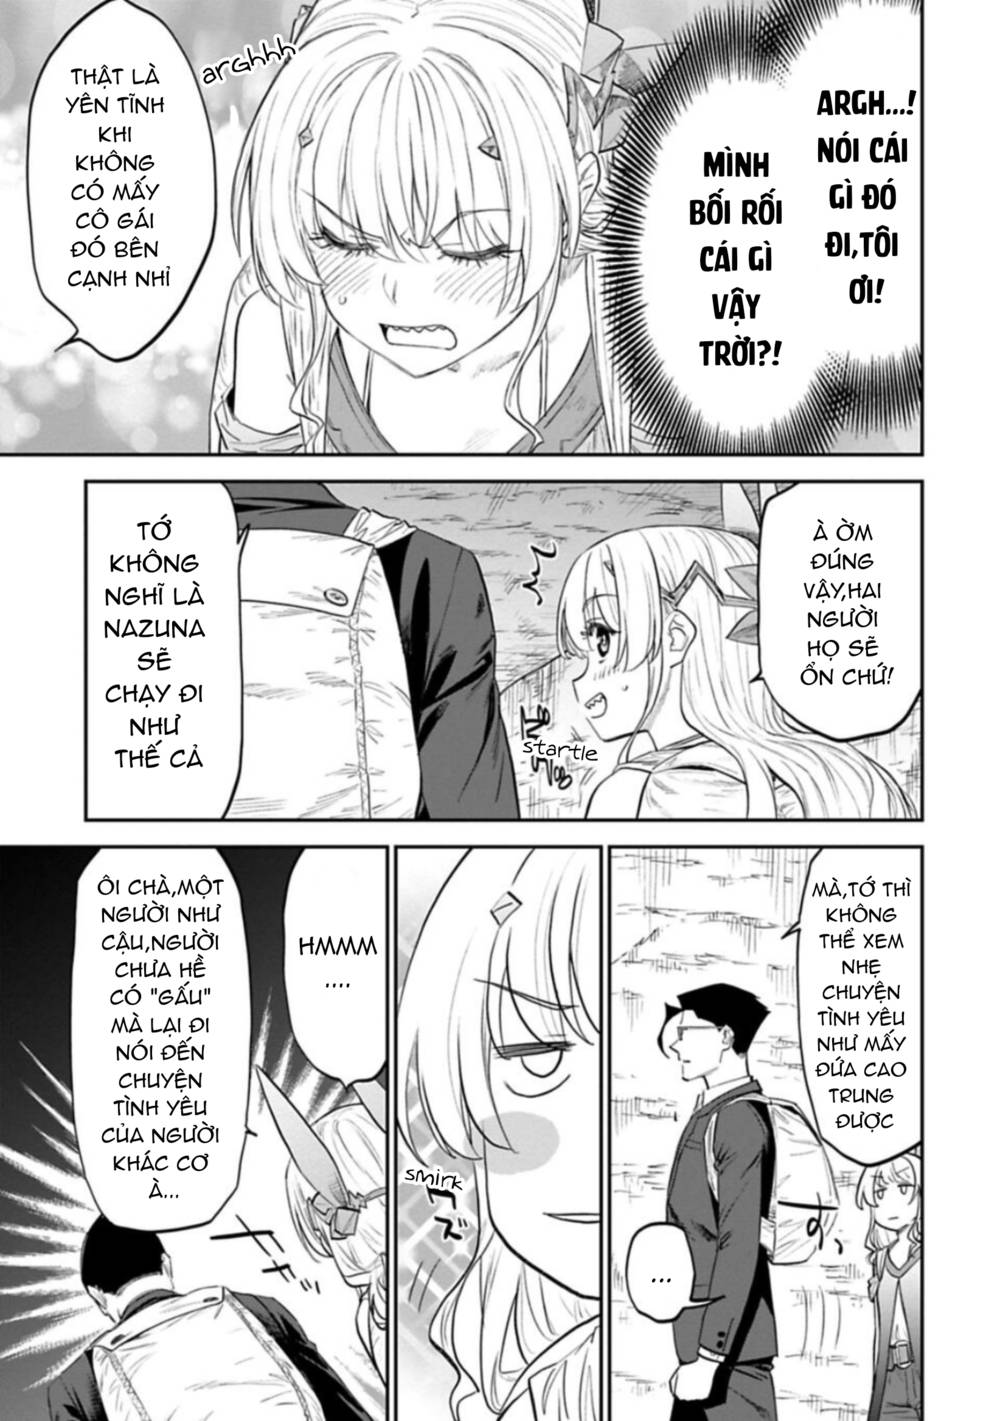 ARGH...!
NÓI CÁI
GÌ ĐÓ
ĐI,TÔI
ƠI!
MÌNH
BỐI RỐI
CÁI GÌ
VẬY
TRỜI?!
arghhh
THẬT LÀ
YÊN TĨNH
KHI
KHÔNG
CÓ MẤY
CÔ GÁI
ĐÓ BÊN
CẠNH NHỈ
À ỜM
ĐÚNG
VẬY,HAI
NGƯỜI
HỌ SẼ
ỔN CHỨ!
startle
TỚ
KHÔNG
NGHĨ LÀ
NAZUNA
SẼ
CHẠY ĐI
NHƯ
THẾ CẢ
MÀ,TỚ THÌ
KHÔNG
THỂ XEM
NHẸ
CHUYỆN
TÌNH YÊU
NHƯ MẤY
ĐỨA CAO
TRUNG
ĐƯỢC
...
smirk
HMMM
....
ÔI CHÀ,MỘT
NGƯỜI NHƯ
CẬU,NGƯỜI
CHƯA HỀ
CÓ "GẤU"
MÀ LẠI ĐI
NÓI ĐẾN
CHUYỆN
TÌNH YÊU
CỦA NGƯỜI
KHÁC CƠ
À...